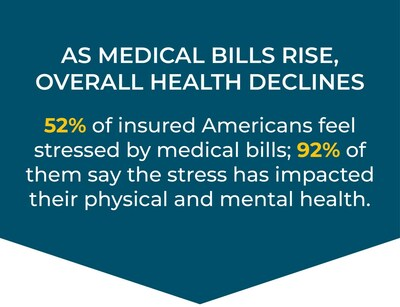 AS MEDICAL BILLS RISE,
OVERALL HEALTH DECLINES
52% of insured Americans feel
stressed by medical bills; 92% of
them say the stress has impacted
their physical and mental health.